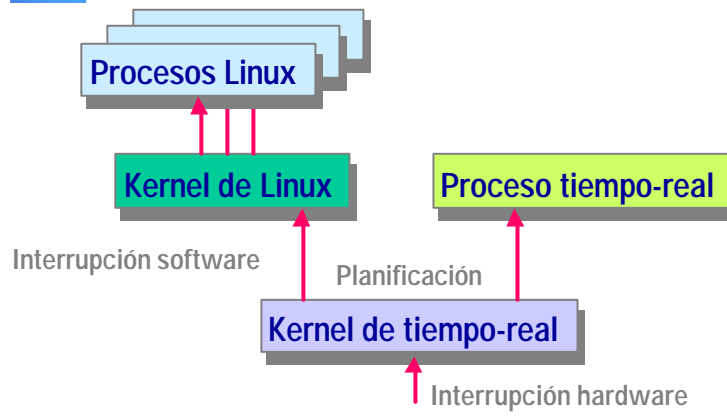 Procesos Linux
Kernel de Linux
Proceso tiempo-real
Interrupción software
Planificación
Kernel de tiempo-real
Interrupción hardware